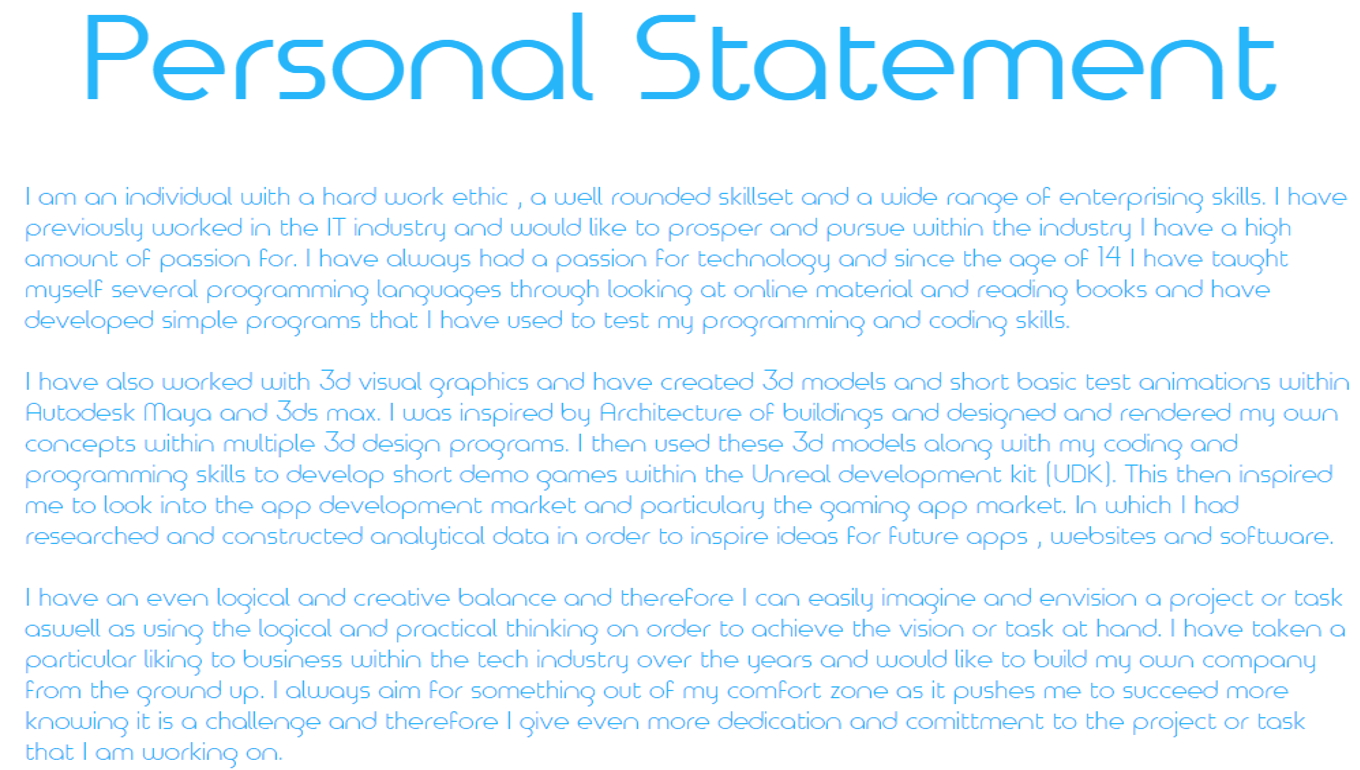 Personal Statement
I am an individual with a hard work ethic , a well rounded skillset and a wide range of enterprising skills. I have
previously worked in the IT industry and would like to prosper and pursue within the industry I have a high
amount of passion for. I have always had a passion for technology and since the age of 14 I have taught
myself several programming languages through looking at online material and reading books and have
developed simple programs that I have used to test my programming and coding skills.
I have also worked with 3d visual graphics and have created 3d models and short basic test animations within
Autodesk Maya and 3ds max. I was inspired by Architecture of buildings and designed and rendered my own
concepts within multiple 3d design programs. I then used these 3d models along with my coding and
programming skills to develop short demo games within the Unreal development kit (UDK). This then inspired
me to look into the app development market and particulary the gaming app market. In which I had
researched and constructed analytical data in order to inspire ideas for future apps , websites and software.
I have an even logical and creative balance and therefore I can easily imagine and envision a project or task
aswell as using the logical and practical thinking on order to achieve the vision or task at hand. I have taken a
particular liking to business within the tech industry over the years and would like to build my own company
from the ground up. I always aim for something out of my comfort zone as it pushes me to succeed more
knowing it is a challenge and therefore I give even more dedication and comittment to the project or task
that I am working on.